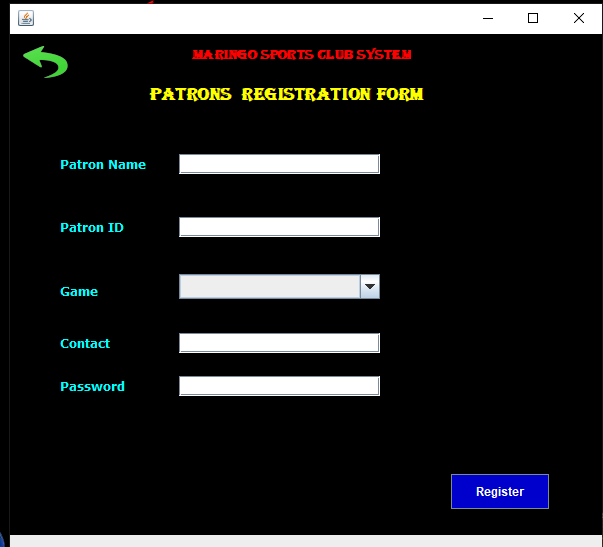 MARINGO SPORTS CLUB SYSTEM
PATRONS REGISTRATION FORM
Patron Name
Patron ID
Game
Contact
Password
Register